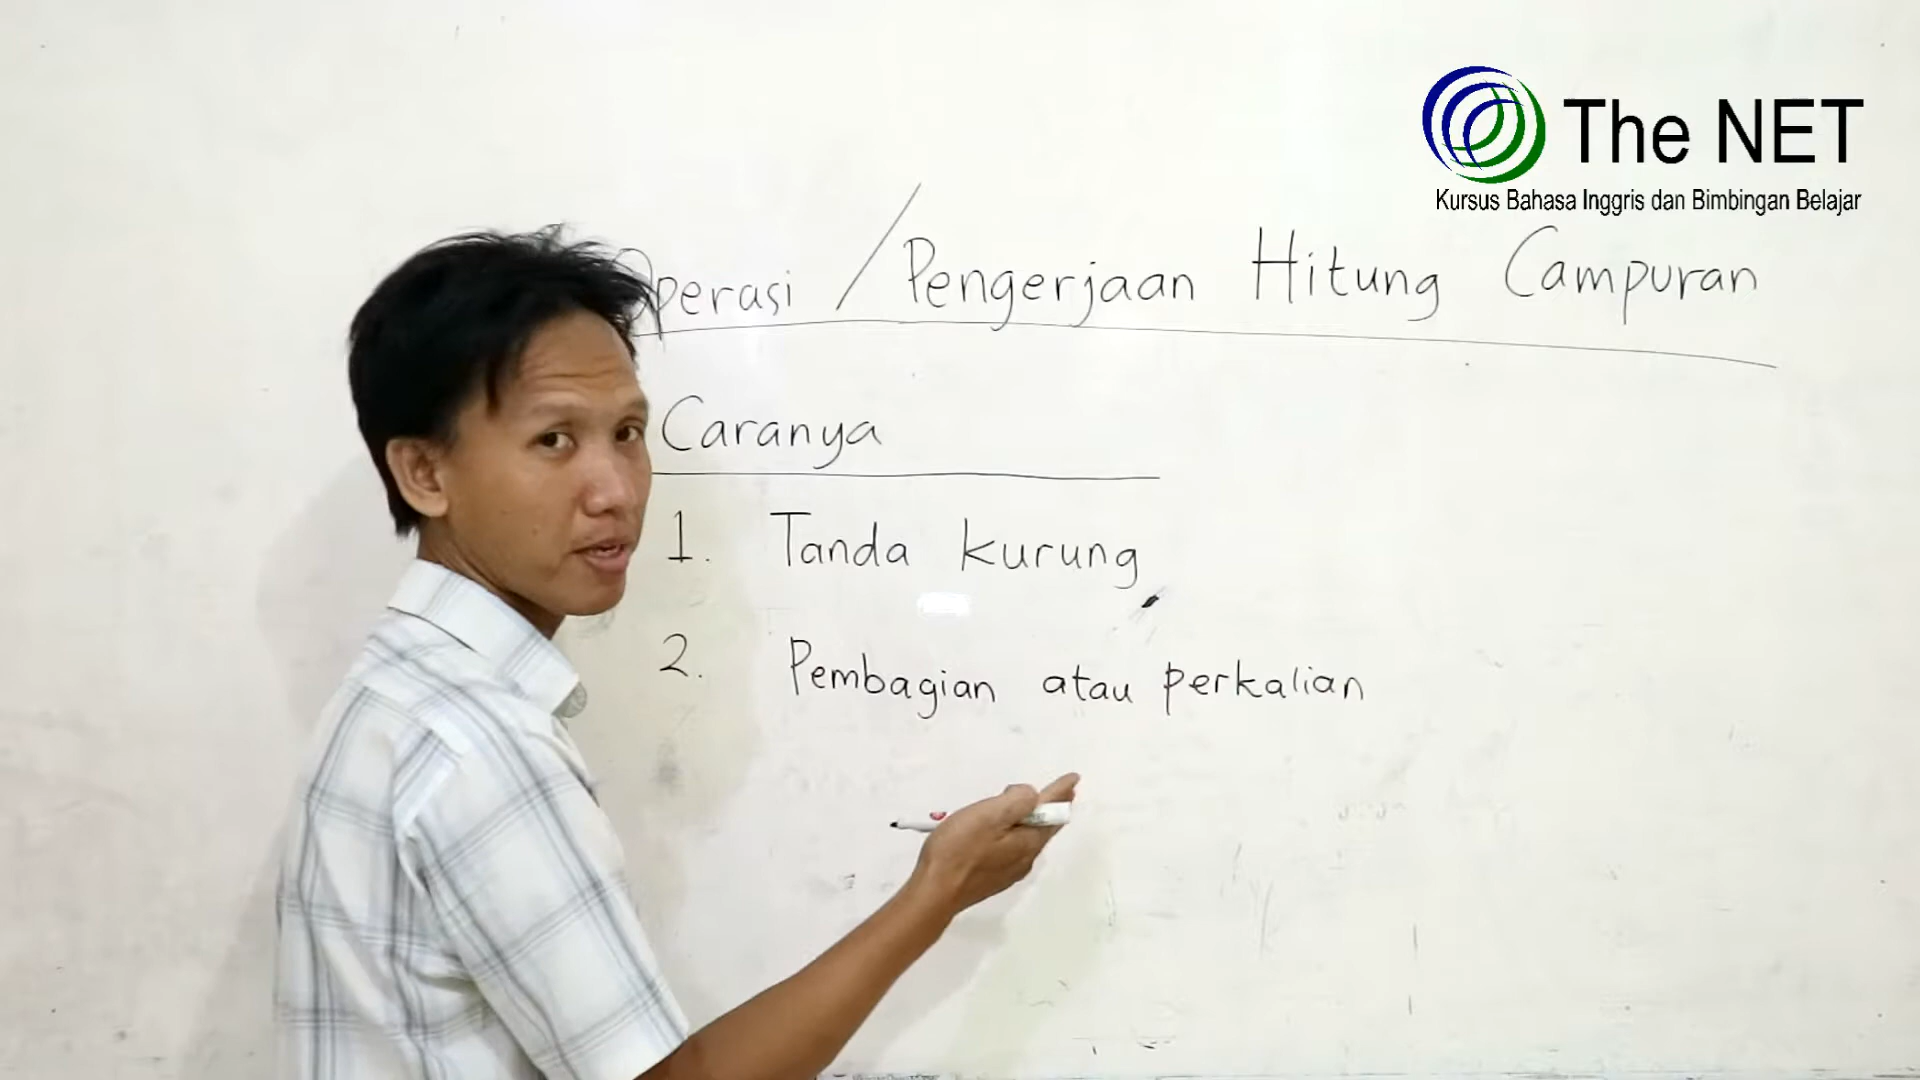 The NET
Kursus Bahasa Inggris dan Bimbingan Belajar
Operasi / Pengerjaan Hitung Campuran
Caranya
1. Tanda kurung
2. Pembagian atau perkalian